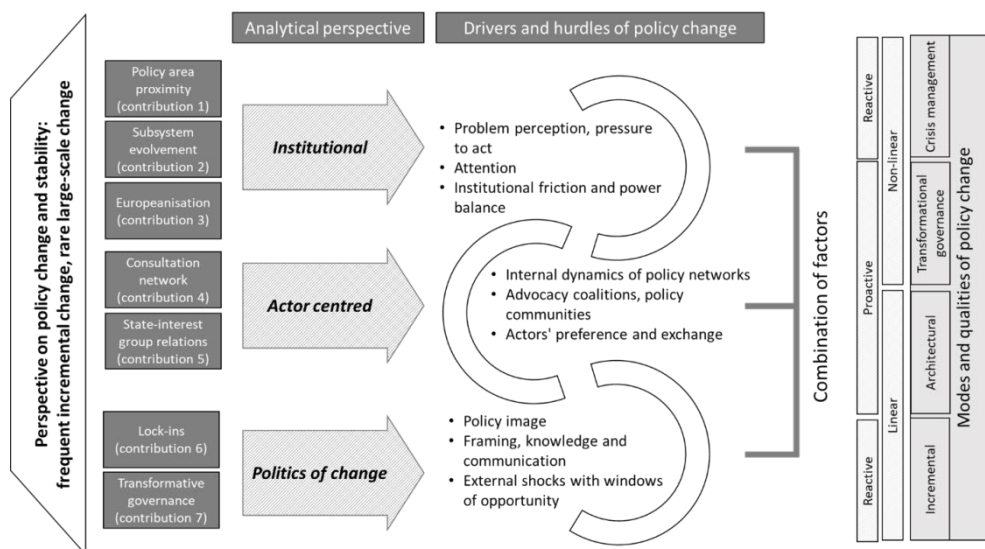 Perspective on policy change and stability:
frequent incremental change, rare large-scale change
Analytical perspective
Drivers and hurdles of policy change
Policy area
proximity
(contribution 1)
Subsystem
evolvement
(contribution 2)
Europeanisation
(contribution 3)
Consultation
network
(contribution 4)
State-interest
group relations
(contribution 5)
Lock-ins
(contribution 6)
Transformative
governance
(contribution 7)
Institutional
Actor centred
Politics of change
• Problem perception, pressure
to act
• Attention
• Institutional friction and power
balance
• Internal dynamics of policy networks
• Advocacy coalitions, policy
communities
• Actors' preference and exchange
• Policy image
• Framing, knowledge and
communication
• External shocks with windows
of opportunity
Combination of factors
Reactive
Proactive
Reactive
Non-linear
Linear
Crisis management
Transformational
governance
Architectural
Incremental
Modes and qualities of policy change